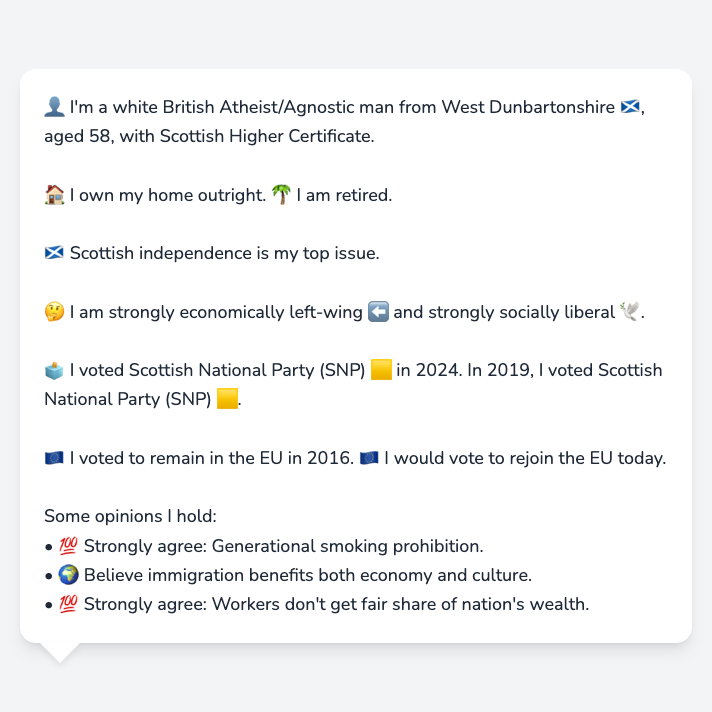 👤 I'm a white British Atheist/Agnostic man from West Dunbartonshire 🏴󠁧󠁢󠁳󠁣󠁴󠁿,
aged 58, with Scottish Higher Certificate.
🏠 I own my home outright. 🌴 I am retired.
🏴󠁧󠁢󠁳󠁣󠁴󠁿 Scottish independence is my top issue.
🤔 I am strongly economically left-wing ⬅️ and strongly socially liberal 🕊️.
🗳️ I voted Scottish National Party (SNP) 🟨 in 2024. In 2019, I voted Scottish
National Party (SNP) 🟨.
🇪🇺 I voted to remain in the EU in 2016. 🇪🇺 I would vote to rejoin the EU today.
Some opinions I hold:
• 💯 Strongly agree: Generational smoking prohibition.
• 🌍 Believe immigration benefits both economy and culture.
• 💯 Strongly agree: Workers don't get fair share of nation's wealth.